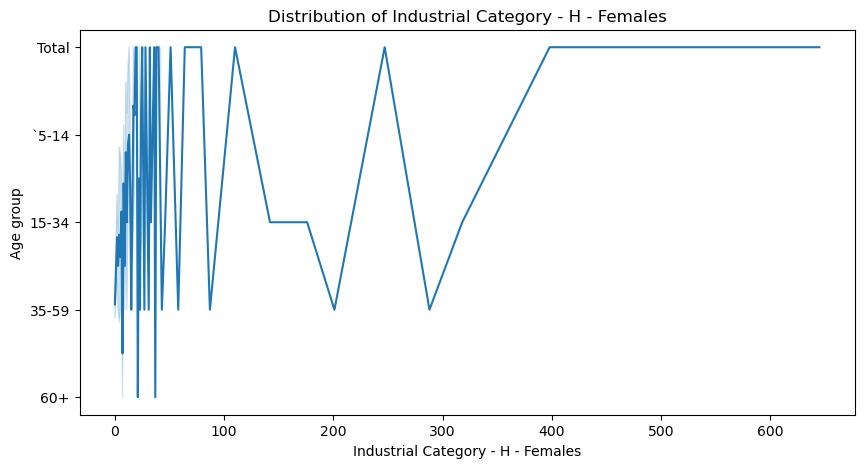 Distribution of Industrial Category - H - Females
Age group
Total
`5-14
15-34
35-59
60+
0 100 200 300 400 500 600
Industrial Category - H - Females